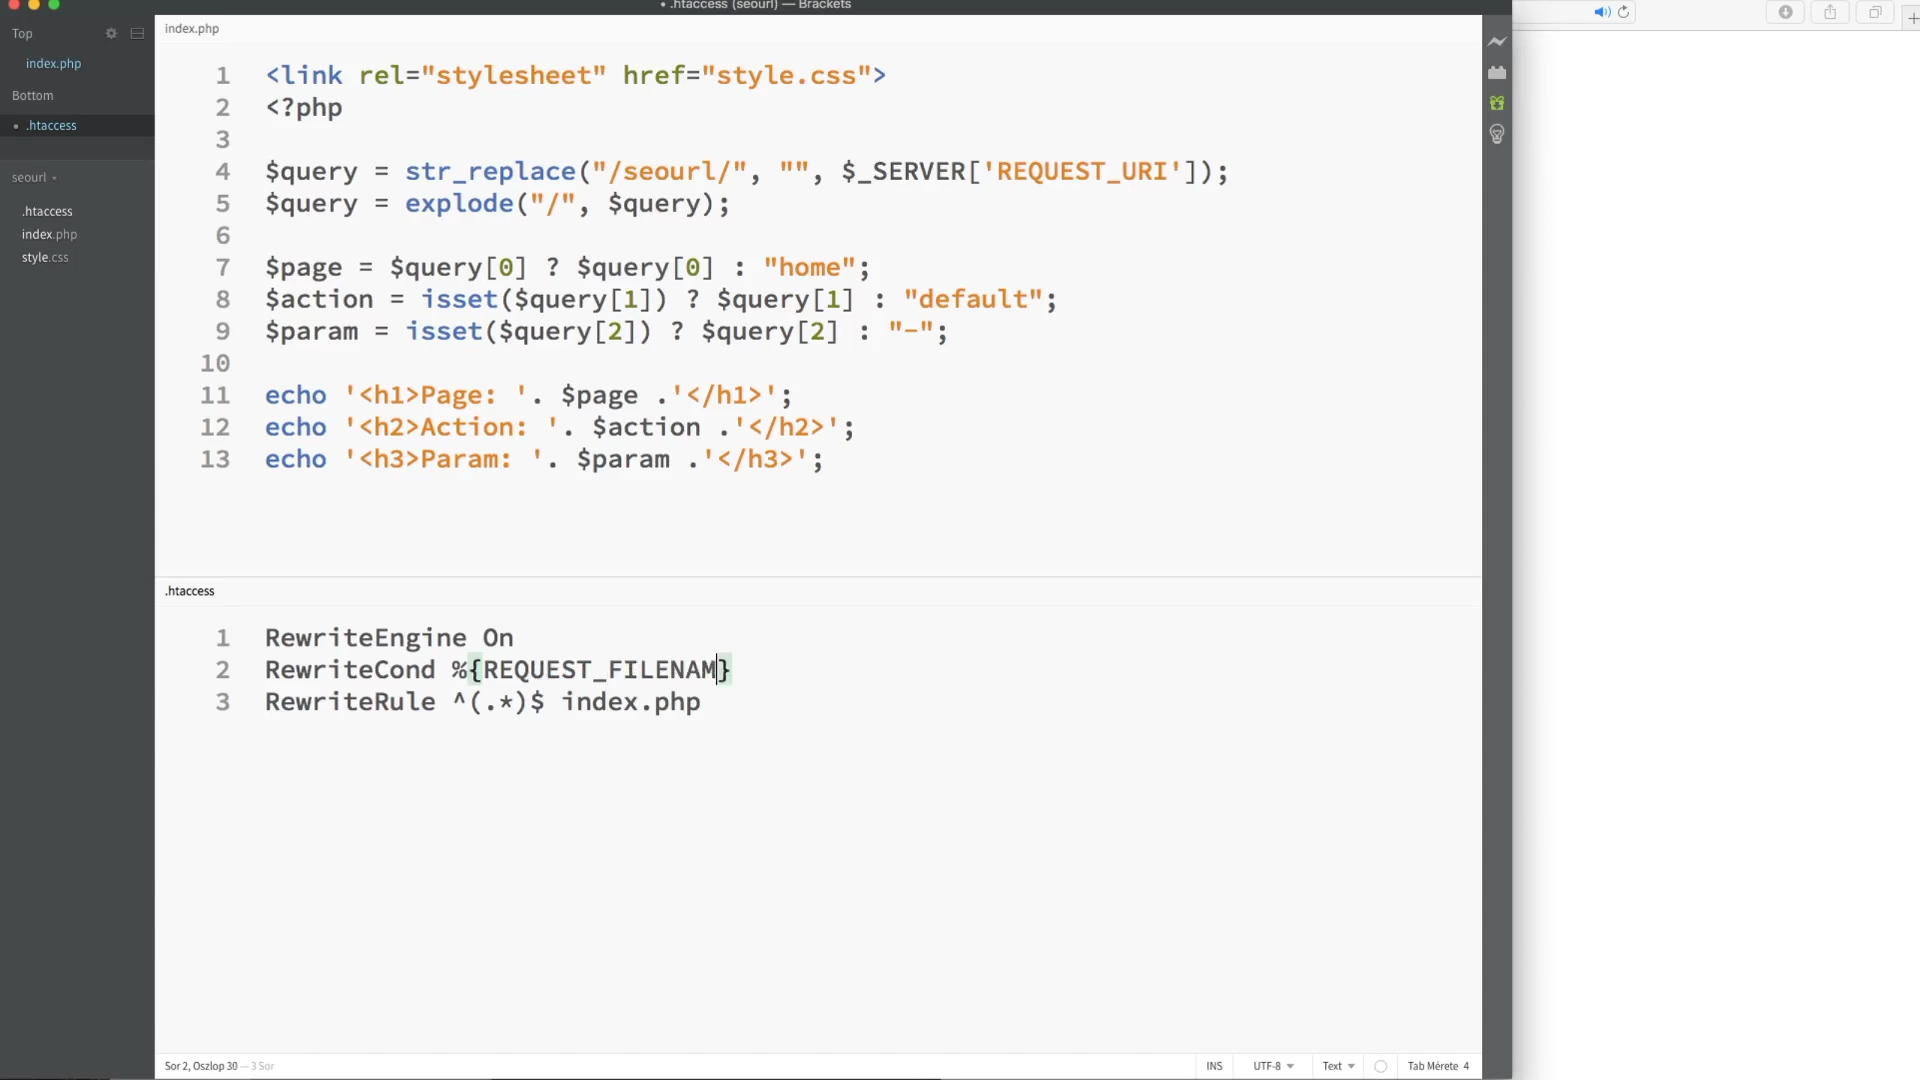 • .htaccess (seourl) — Brackets
Top
index.php
Bottom
• .htaccess
seourl
.htaccess
index.php
style.css
index.php
1 <link rel="stylesheet" href="style.css">
2 <?php
3
4 $query = str_replace("/seourl/", "", $_SERVER['REQUEST_URI']);
5 $query = explode("/", $query);
6
7 $page = $query[0] ? $query[0] : "home";
8 $action = isset($query[1]) ? $query[1] : "default";
9 $param = isset($query[2]) ? $query[2] : "-";
10
11 echo '<h1>Page: '. $page .'</h1>';
12 echo '<h2>Action: '. $action .'</h2>';
13 echo '<h3>Param: '. $param .'</h3>';
.htaccess
1 RewriteEngine On
2 RewriteCond %{REQUEST_FILENAM}
3 RewriteRule ^(.*)$ index.php
Sor 2, Oszlop 30 — 3 Sor
INS UTF-8 Text Tab Mérete 4